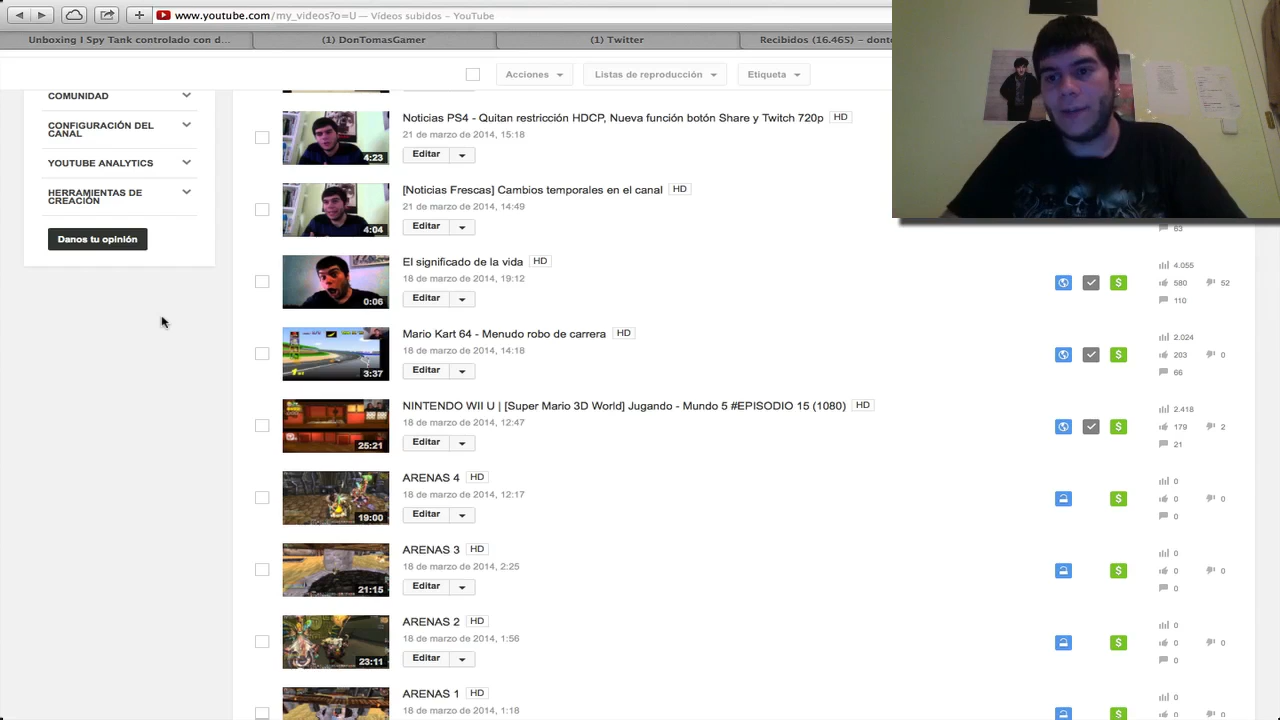 www.youtube.com/my_videos?o=U — Vídeos subidos – YouTube
Unboxing I Spy Tank controlado con d...
(1) DonTomasGamer
(1) Twitter
Recibidos (16.465) – donto
Acciones
Listas de reproducción
Etiqueta
COMUNIDAD
CONFIGURACIÓN DEL
CANAL
YOUTUBE ANALYTICS
HERRAMIENTAS DE
CREACIÓN
Danos tu opinión
4:23
Noticias PS4 - Quitan restricción HDCP, Nueva función botón Share y Twitch 720p HD
21 de marzo de 2014, 15:18
Editar
4:04
[Noticias Frescas] Cambios temporales en el canal HD
21 de marzo de 2014, 14:49
Editar
63
0:06
El significado de la vida HD
18 de marzo de 2014, 19:12
Editar
$
4.055
580 52
110
3:37
Mario Kart 64 - Menudo robo de carrera HD
18 de marzo de 2014, 14:18
Editar
$
2.024
203 0
66
25:21
NINTENDO WII U | [Super Mario 3D World] Jugando - Mundo 5 #EPISODIO 15 (1080) HD
18 de marzo de 2014, 12:47
Editar
$
2.418
179 2
21
19:00
ARENAS 4 HD
18 de marzo de 2014, 12:17
Editar
$
0
0 0
0
21:15
ARENAS 3 HD
18 de marzo de 2014, 2:25
Editar
$
0
0 0
0
23:11
ARENAS 2 HD
18 de marzo de 2014, 1:56
Editar
$
0
0 0
0
ARENAS 1 HD
18 de marzo de 2014, 1:18
$
0
0 0